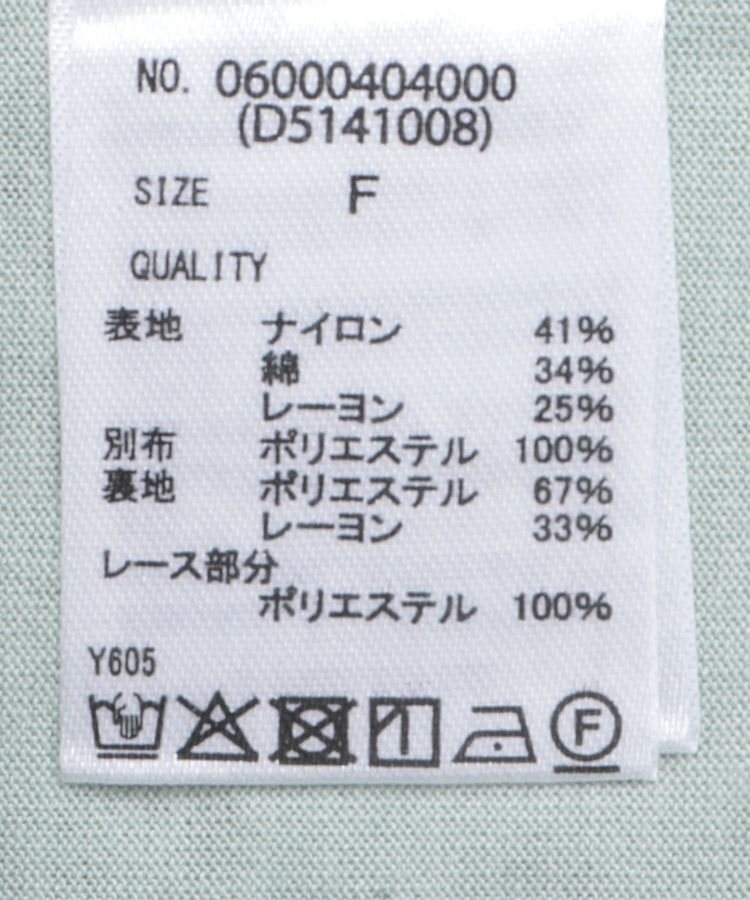 NO. 06000404000
(D5141008)
SIZE F
QUALITY
表地 ナイロン 41%
綿 34%
レーヨン 25%
別布 ポリエステル 100%
裏地 ポリエステル 67%
レーヨン 33%
レース部分
ポリエステル 100%
Y605
F